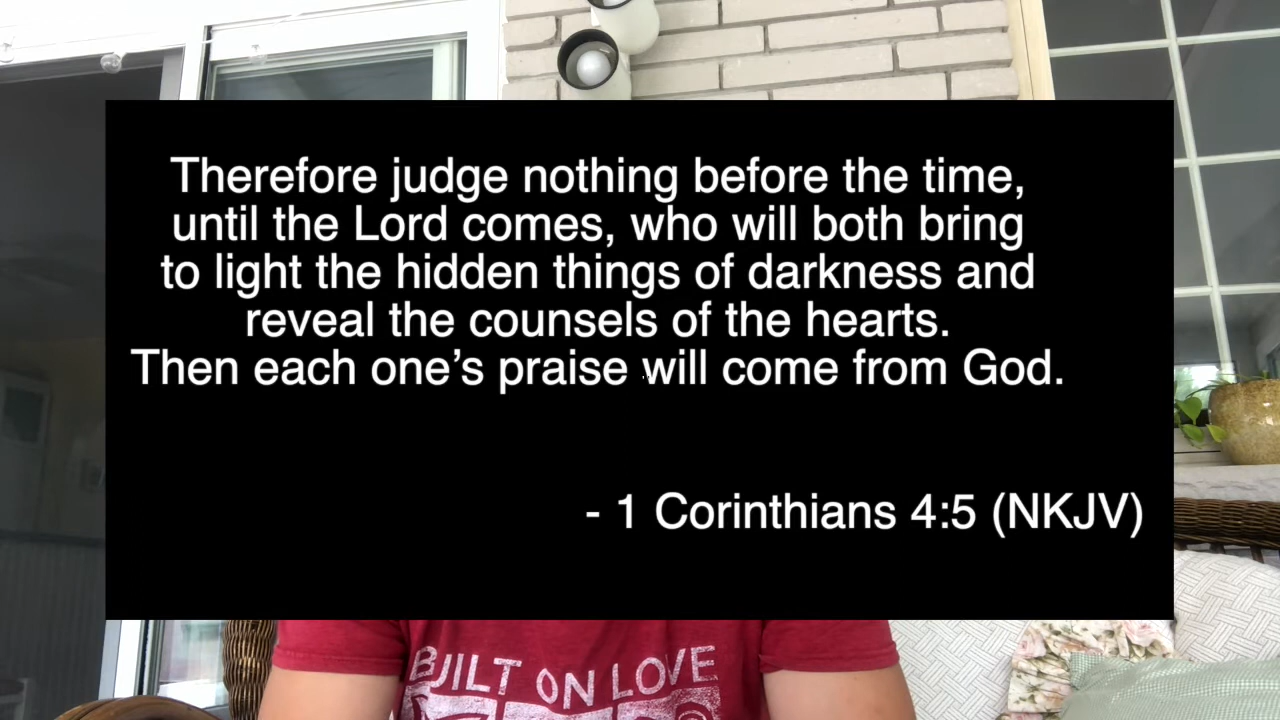 Therefore judge nothing before the time,
until the Lord comes, who will both bring
to light the hidden things of darkness and
reveal the counsels of the hearts.
Then each one’s praise will come from God.
- 1 Corinthians 4:5 (NKJV)
BUILT ON LOVE